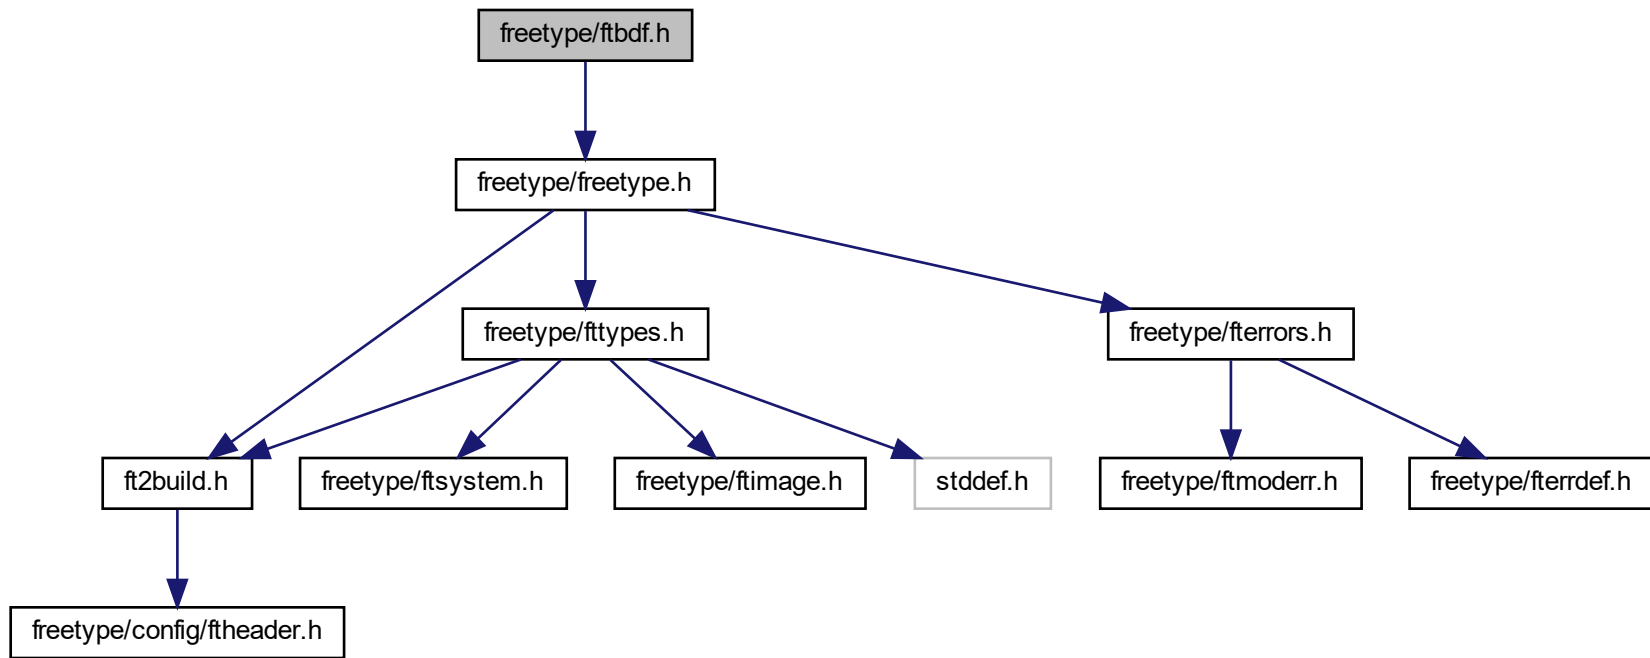 freetype/ftbdf.h
freetype/freetype.h
freetype/fttypes.h
freetype/fterrors.h
ft2build.h
freetype/ftsystem.h
freetype/ftimage.h
stddef.h
freetype/ftmoderr.h
freetype/fterrdef.h
freetype/config/ftheader.h